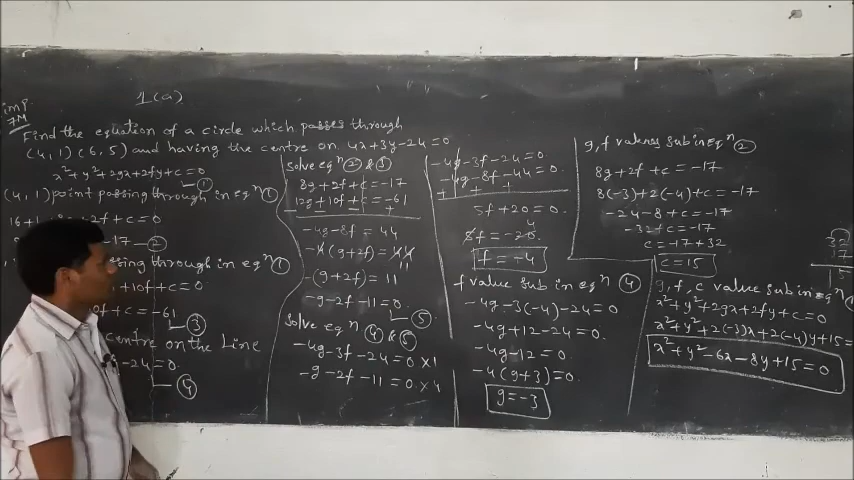 1(a)
imp
7M
Find the equation of a circle which passes through
(4,1) (6,5) and having the centre on 4x+3y-24=0
x²+y²+2gx+2fy+c=0
①
(4,1) point passing through in eqⁿ ①
2f+c=0
-17 -②
through in eqⁿ ①
+10f+c=0
+c=-61
③
centre on the Line
-24=0.
④
Solve eqⁿ ② & ③
8g+2f+c=-17
12g+10f+c=-61
- - - +
-4g-8f=44
-4(g+2f)=44
11
-(g+2f)=11
-g-2f-11=0.
⑤
Solve eqⁿ ④ & ⑤
-4g-3f-24=0 ×1
-g-2f-11=0 ×4
-4g-3f-24=0.
-4g-8f-44=0.
+ + +
5f+20=0.
4
5f=-20.
f=-4
f value sub in eqⁿ ④
-4g-3(-4)-24=0
-4g+12-24=0.
-4g-12=0.
-4(g+3)=0.
g=-3
g,f values sub in eqⁿ ②
8g+2f+c=-17
8(-3)+2(-4)+c=-17
-24-8+c=-17
-32+c=-17
c=-17+32
c=15
32
17
15
g,f,c value sub in eqⁿ
x²+y²+2gx+2fy+c=0
x²+y²+2(-3)x+2(-4)y+15=
x²+y²-6x-8y+15=0